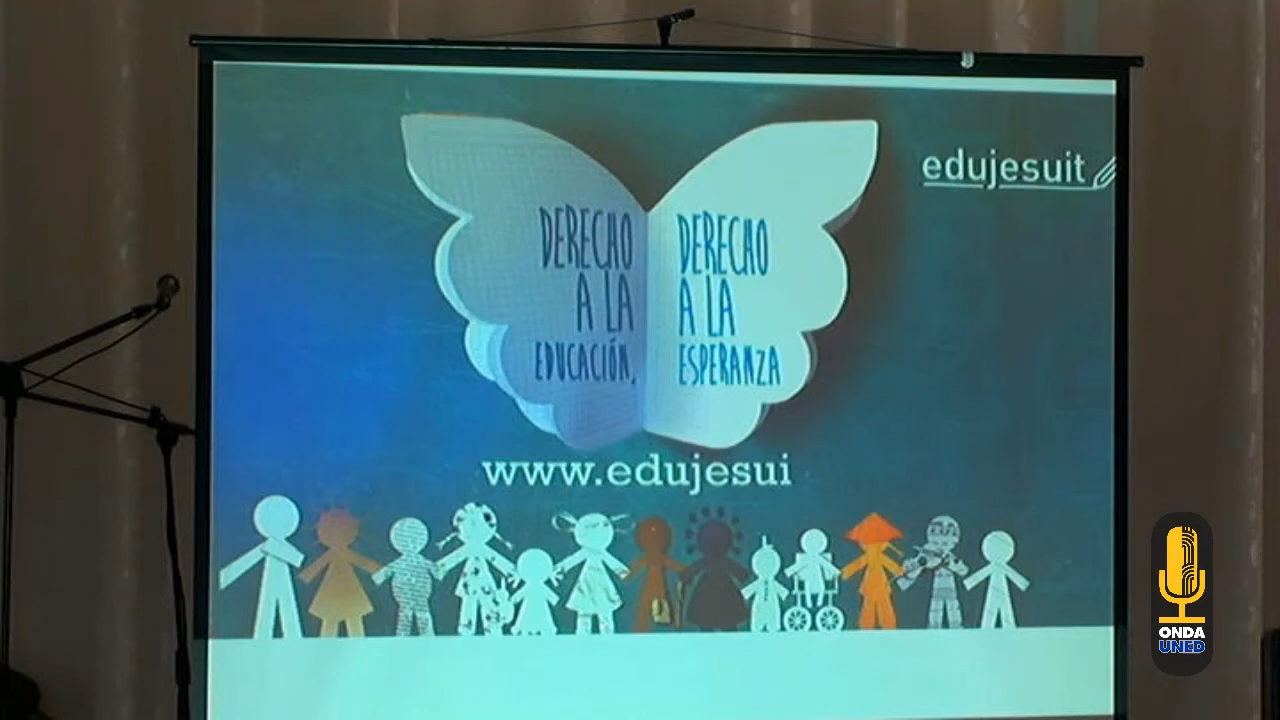 edujesuit
DERECHO
A LA
EDUCACIÓN,
DERECHO
A LA
ESPERANZA
www.edujesui
ONDA
UNED